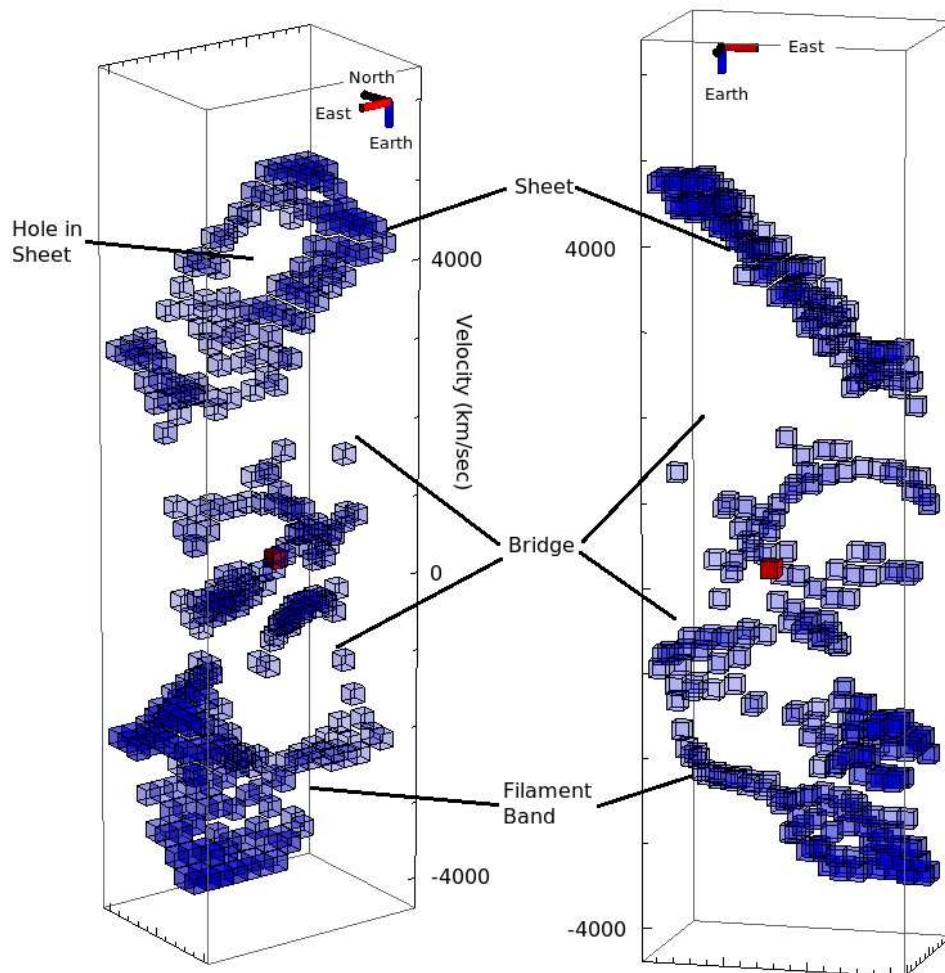 North
East
Earth
East
Earth
Sheet
Hole in
Sheet
4000
4000
Velocity (km/sec)
Bridge
0
Filament
Band
-4000
-4000